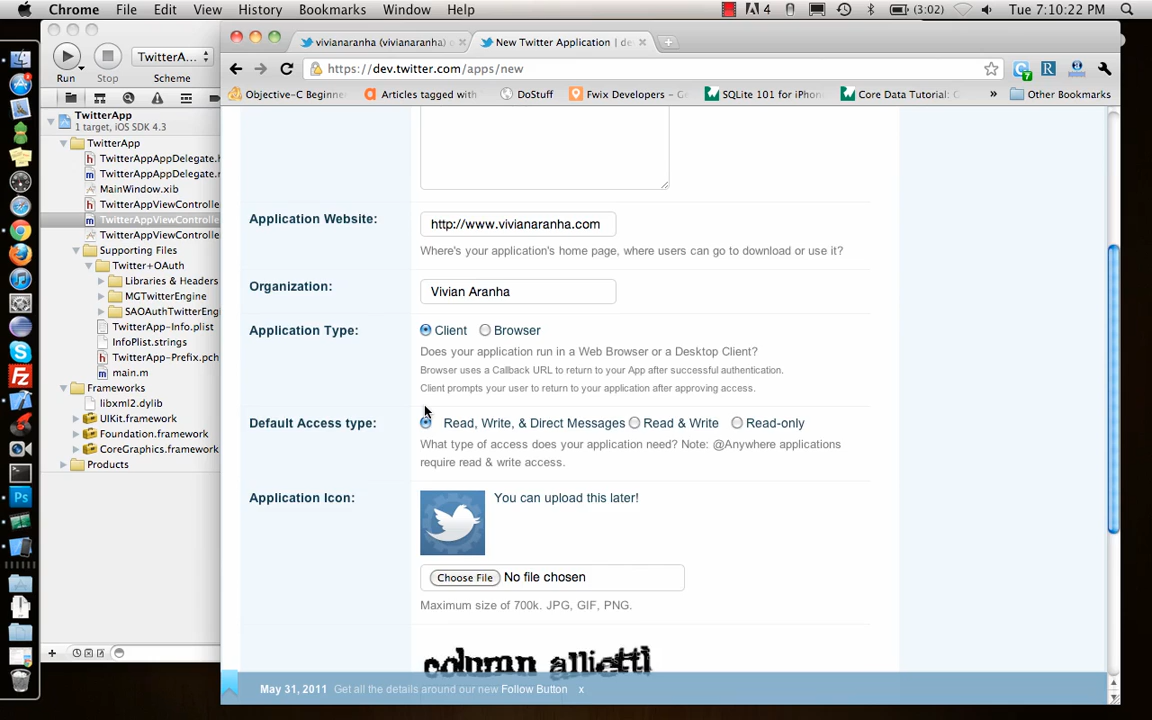 Chrome File Edit View History Bookmarks Window Help
4 (3:02) Tue 7:10:22 PM
Run Stop TwitterA... Scheme
TwitterApp
1 target, iOS SDK 4.3
TwitterApp
TwitterAppAppDelegate.h
TwitterAppAppDelegate.m
MainWindow.xib
TwitterAppViewControlle
TwitterAppViewControlle
TwitterAppViewControlle
Supporting Files
Twitter+OAuth
Libraries & Headers
MGTwitterEngine
SAOAuthTwitterEng
TwitterApp-Info.plist
InfoPlist.strings
TwitterApp-Prefix.pch
main.m
Frameworks
libxml2.dylib
UIKit.framework
Foundation.framework
CoreGraphics.framework
Products
vivianaranha (vivianaranha) o
New Twitter Application | de
https://dev.twitter.com/apps/new
Objective-C Beginne Articles tagged with DoStuff Fwix Developers – G SQLite 101 for iPho Core Data Tutorial: » Other Bookmarks
Application Website:
http://www.vivianaranha.com
Where's your application's home page, where users can go to download or use it?
Organization:
Vivian Aranha
Application Type:
Client Browser
Does your application run in a Web Browser or a Desktop Client?
Browser uses a Callback URL to return to your App after successful authentication.
Client prompts your user to return to your application after approving access.
Default Access type:
Read, Write, & Direct Messages Read & Write Read-only
What type of access does your application need? Note: @Anywhere applications
require read & write access.
Application Icon:
You can upload this later!
Choose File No file chosen
Maximum size of 700k. JPG, GIF, PNG.
column
May 31, 2011 Get all the details around our new Follow Button x